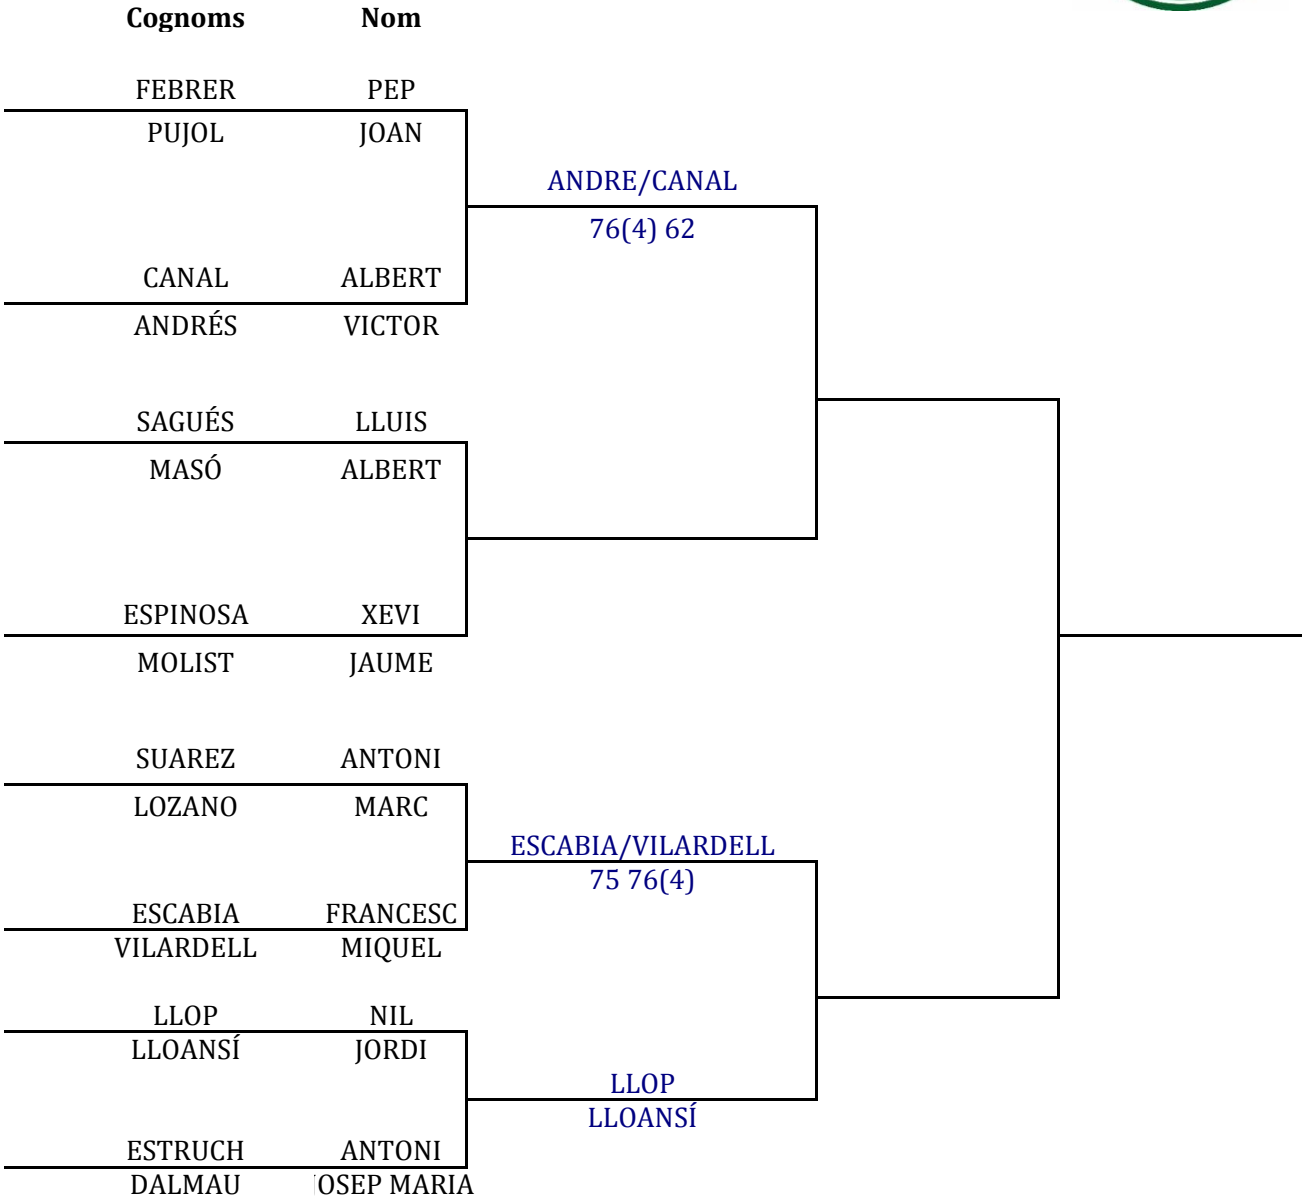 Cognoms Nom
FEBRER PEP
PUJOL JOAN
ANDRE/CANAL
76(4) 62
CANAL ALBERT
ANDRÉS VICTOR
SAGUÉS LLUIS
MASÓ ALBERT
ESPINOSA XEVI
MOLIST JAUME
SUAREZ ANTONI
LOZANO MARC
ESCABIA/VILARDELL
75 76(4)
ESCABIA FRANCESC
VILARDELL MIQUEL
LLOP NIL
LLOANSÍ JORDI
LLOP
LLOANSÍ
ESTRUCH ANTONI
DALMAU JOSEP MARIA